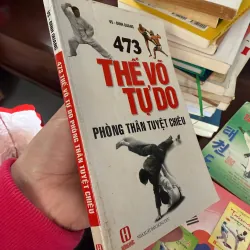 473
THẾ VÕ
TỰ DO
PHÒNG THÂN TUYỆT CHIÊU
473 THẾ VÕ TỰ DO PHÒNG THÂN TUYỆT CHIÊU